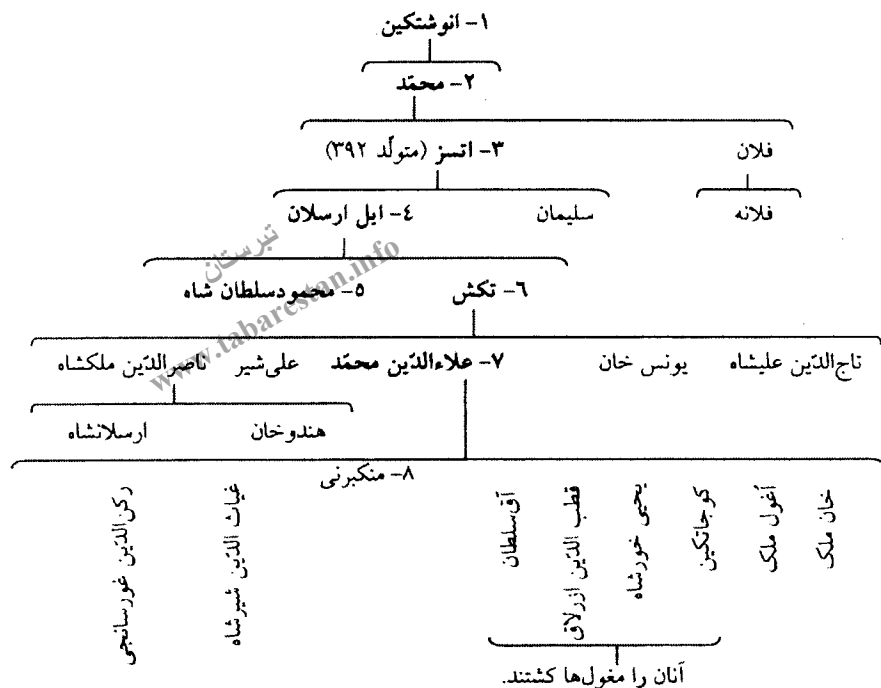 ۱- انوشتکین
۲- محمّد
فلان ۳- اتسز (متولّد ۳۹۲)
فلانه سلیمان ۴- ایل ارسلان
۶- تکش ۵- محمودسلطان شاه
تاج‌الدّین علیشاه یونس خان ۷- علاءالدّین محمّد علی‌شیر ناصرالدّین ملکشاه
هندوخان ارسلانشاه
۸- منکبرنی
خان ملک
اُغول ملک
کوجاتکین
یحیی خورشاه
قطب الدّین ازرلاق
آق‌سلطان
غیاث الدّین شیرشاه
رکن‌الدّین غورسانجی
آنان را مغول‌ها کشتند.
تبرستان
www.tabarestan.info